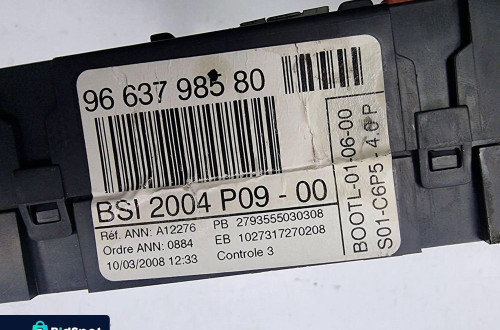 96 637 985 80
BSI 2004 P09 - 00
Réf. ANN: A12276 PB 2793555030308
Ordre ANN: 0884 EB 1027317270208
10/03/2008 12:33 Controle 3
BOOTL-01-06-00
S01-C6P5 - 4.0 P
BidSpot